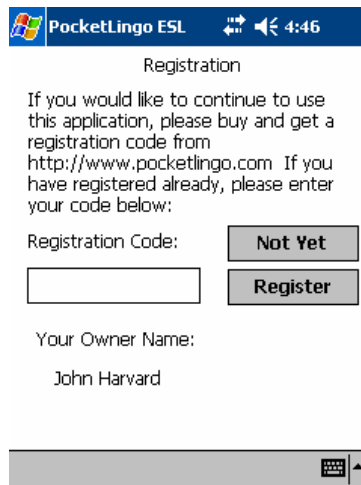 PocketLingo ESL 4:46
Registration
If you would like to continue to use
this application, please buy and get a
registration code from
http://www.pocketlingo.com If you
have registered already, please enter
your code below:
Registration Code:
Not Yet
Register
Your Owner Name:
John Harvard